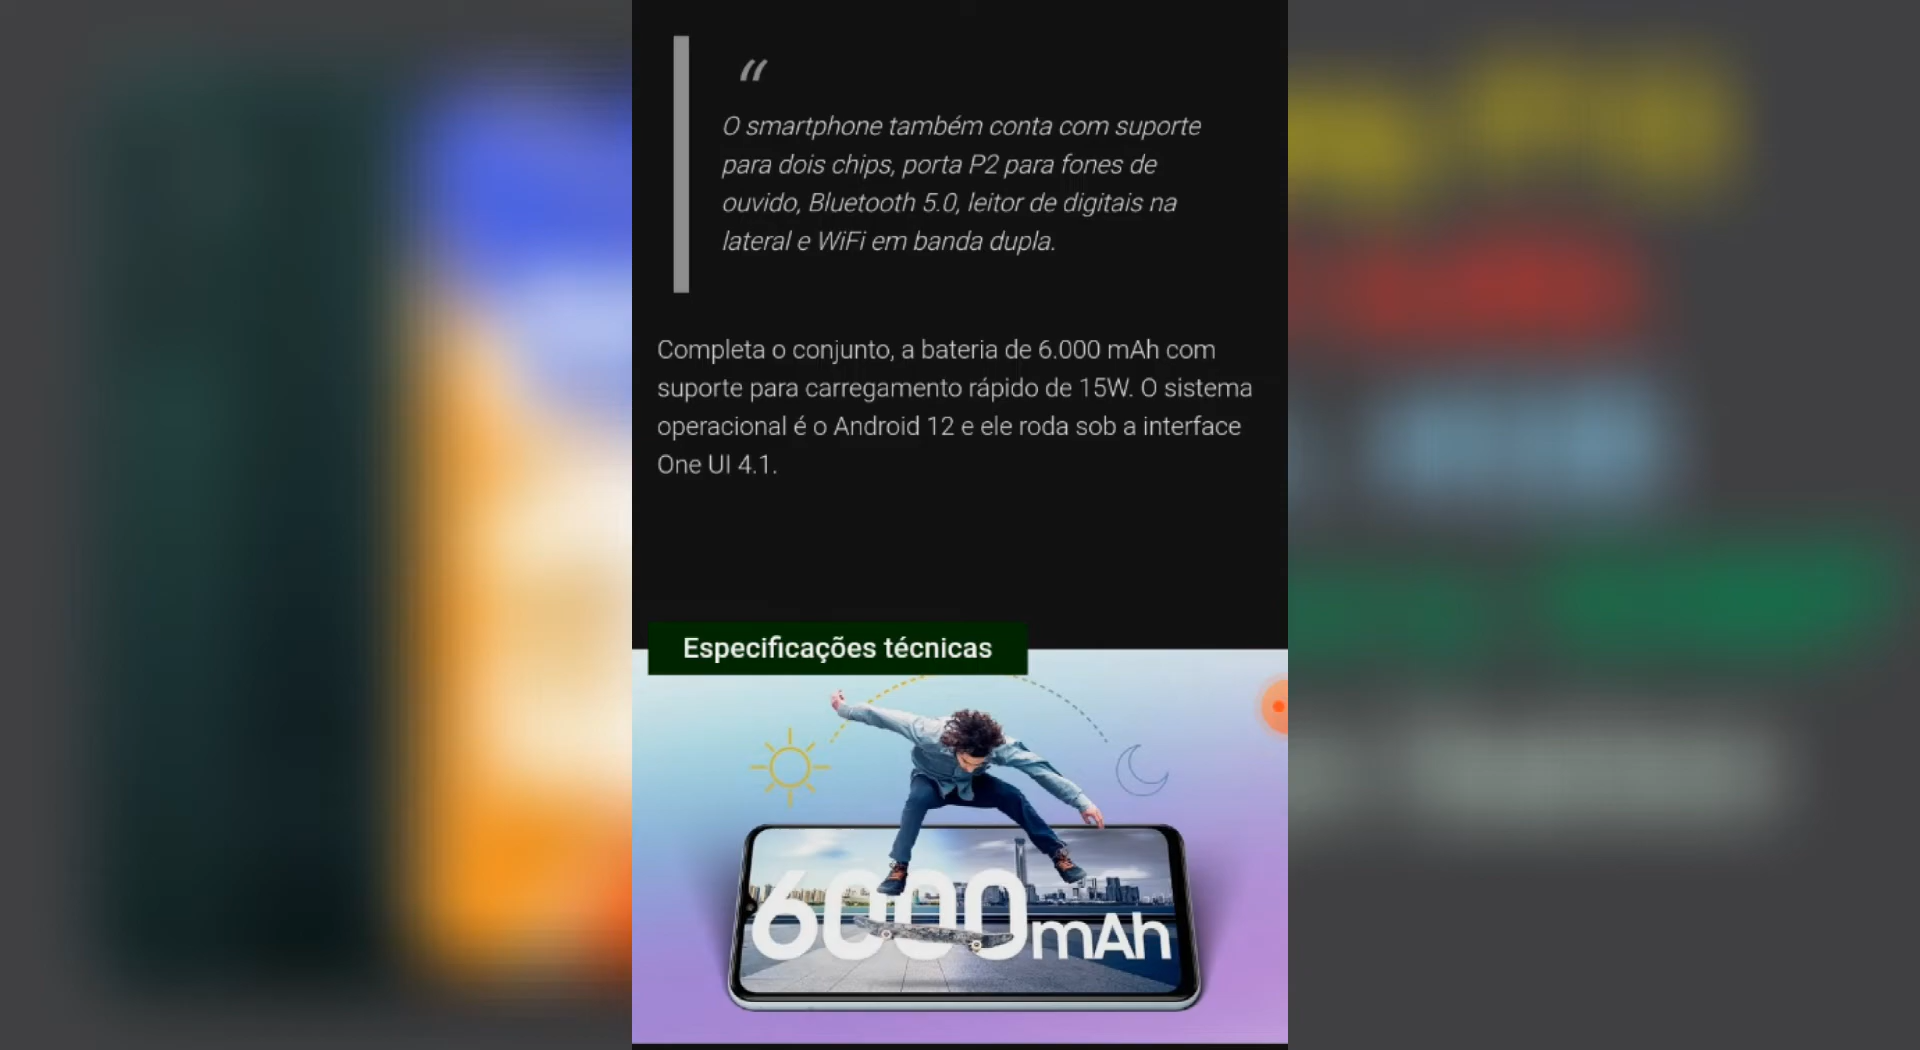 “
O smartphone também conta com suporte
para dois chips, porta P2 para fones de
ouvido, Bluetooth 5.0, leitor de digitais na
lateral e WiFi em banda dupla.
Completa o conjunto, a bateria de 6.000 mAh com
suporte para carregamento rápido de 15W. O sistema
operacional é o Android 12 e ele roda sob a interface
One UI 4.1.
Especificações técnicas
6000mAh